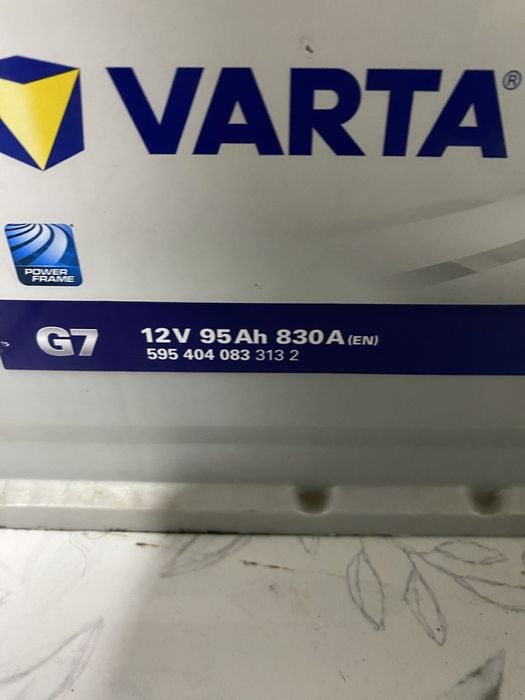 VARTA®
POWER
FRAME
G7
12V 95Ah 830A (EN)
595 404 083 313 2